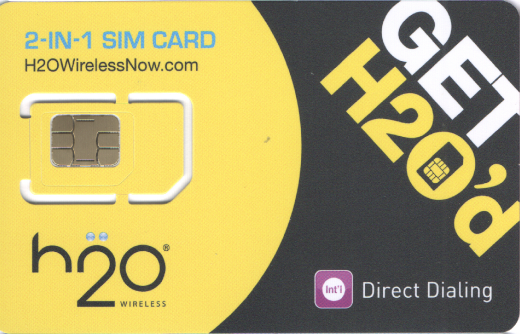 2-IN-1 SIM CARD
H2OWirelessNow.com
GET
H2O'd
h2o®
WIRELESS
Int'l
Direct Dialing